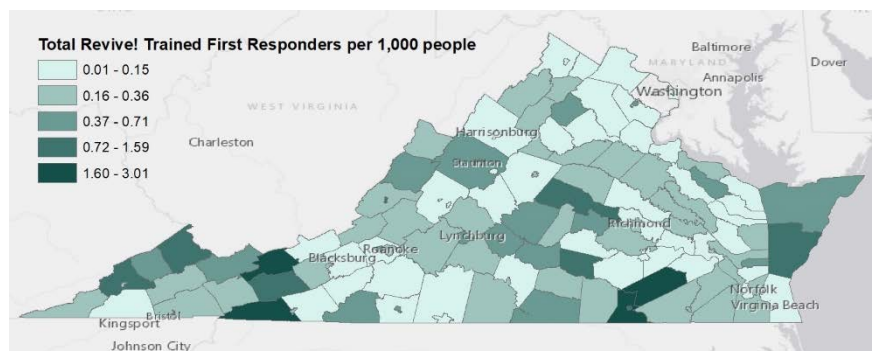 Total Revive! Trained First Responders per 1,000 people
0.01 - 0.15
0.16 - 0.36
0.37 - 0.71
0.72 - 1.59
1.60 - 3.01
Baltimore
MARYLAND
Dover
Annapolis
Washington
WEST VIRGINIA
Charleston
Harrisonburg
Staunton
Richmond
Lynchburg
Roanoke
Blacksburg
Norfolk
Virginia Beach
Bristol
Kingsport
Johnson City